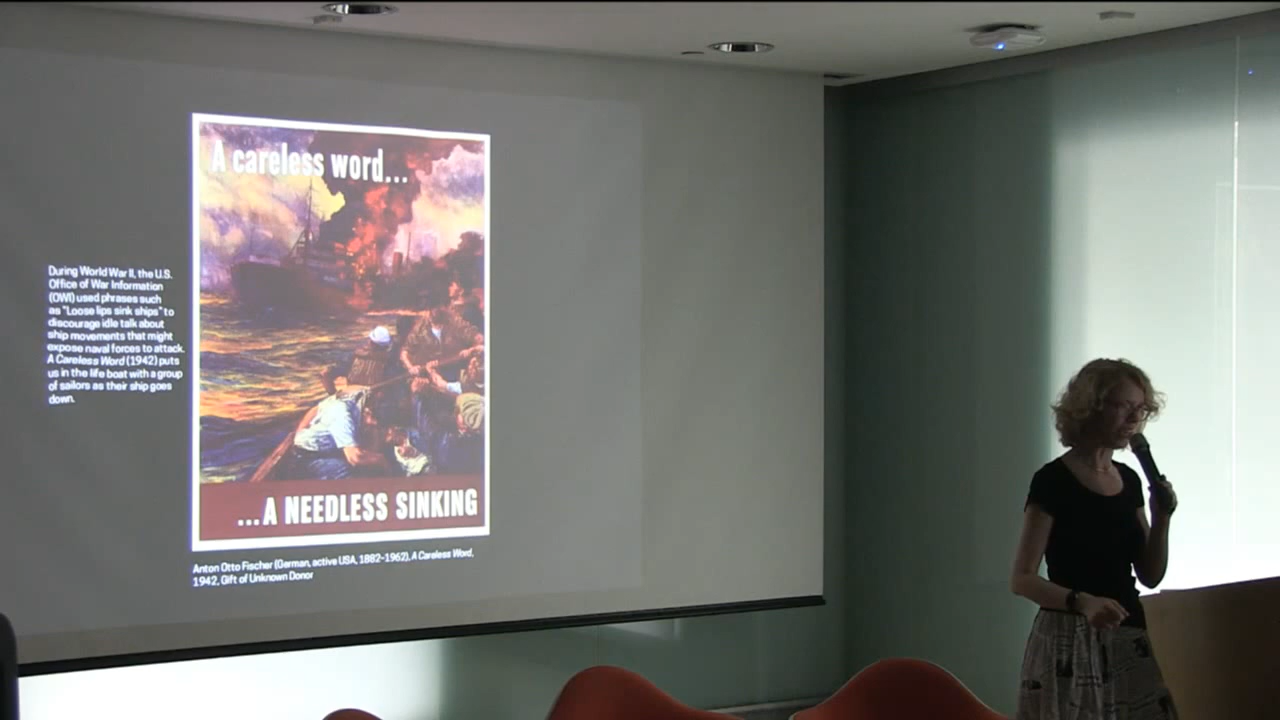 A careless word...
During World War II, the U.S.
Office of War Information
(OWI) used phrases such
as "Loose lips sink ships" to
discourage idle talk about
ship movements that might
expose naval forces to attack.
A Careless Word (1942) puts
us in the life boat with a group
of sailors as their ship goes
down.
...A NEEDLESS SINKING
Anton Otto Fischer (German, active USA, 1882-1962), A Careless Word,
1942, Gift of Unknown Donor